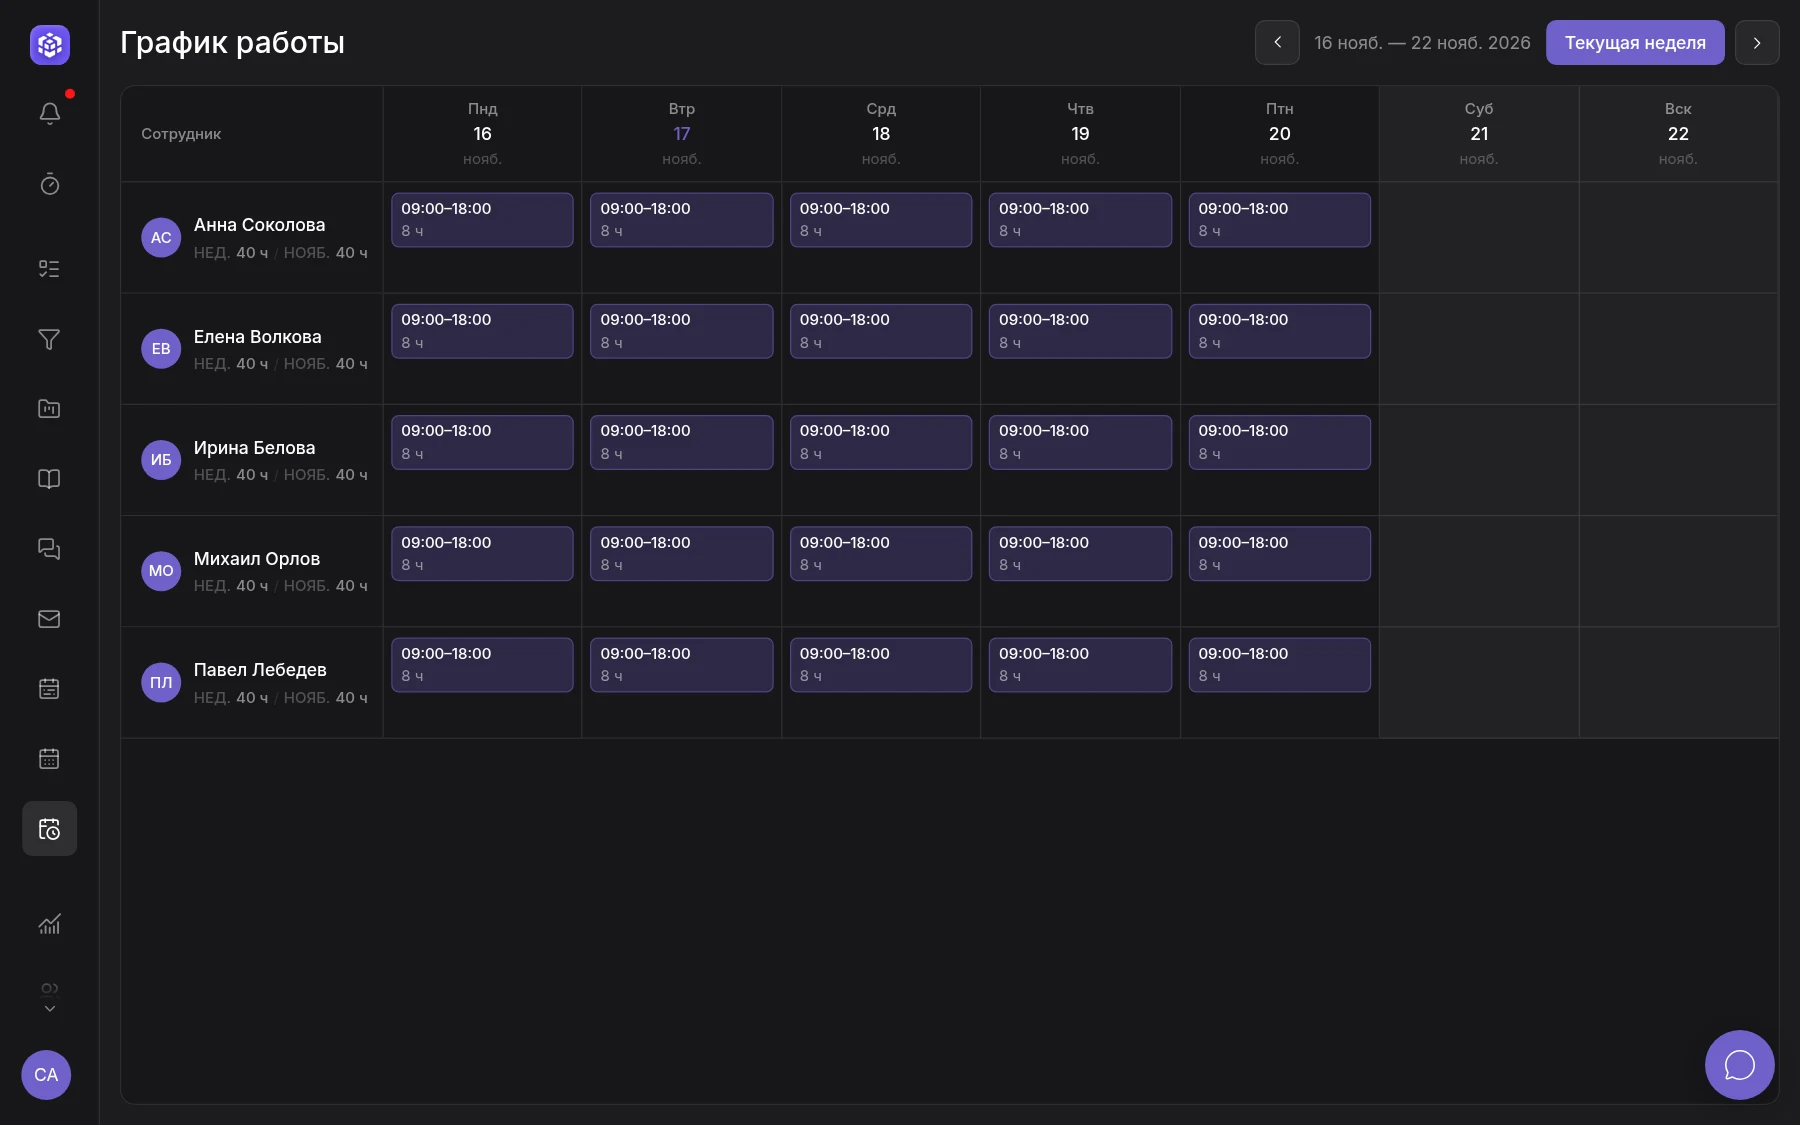 График работы
16 нояб. — 22 нояб. 2026
Текущая неделя
Сотрудник
Пнд
16
нояб.
Втр
17
нояб.
Срд
18
нояб.
Чтв
19
нояб.
Птн
20
нояб.
Суб
21
нояб.
Вск
22
нояб.
АС
Анна Соколова
НЕД. 40 ч / НОЯБ. 40 ч
09:00–18:00
8 ч
09:00–18:00
8 ч
09:00–18:00
8 ч
09:00–18:00
8 ч
09:00–18:00
8 ч
ЕВ
Елена Волкова
НЕД. 40 ч / НОЯБ. 40 ч
09:00–18:00
8 ч
09:00–18:00
8 ч
09:00–18:00
8 ч
09:00–18:00
8 ч
09:00–18:00
8 ч
ИБ
Ирина Белова
НЕД. 40 ч / НОЯБ. 40 ч
09:00–18:00
8 ч
09:00–18:00
8 ч
09:00–18:00
8 ч
09:00–18:00
8 ч
09:00–18:00
8 ч
МО
Михаил Орлов
НЕД. 40 ч / НОЯБ. 40 ч
09:00–18:00
8 ч
09:00–18:00
8 ч
09:00–18:00
8 ч
09:00–18:00
8 ч
09:00–18:00
8 ч
ПЛ
Павел Лебедев
НЕД. 40 ч / НОЯБ. 40 ч
09:00–18:00
8 ч
09:00–18:00
8 ч
09:00–18:00
8 ч
09:00–18:00
8 ч
09:00–18:00
8 ч
СА